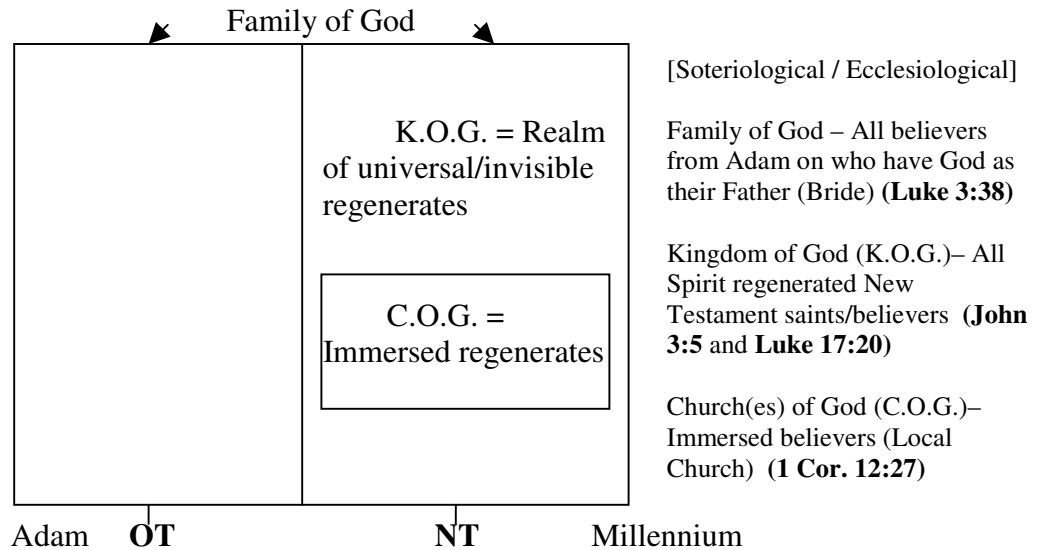 Family of God
K.O.G. = Realm
of universal/invisible
regenerates
C.O.G. =
Immersed regenerates
Adam OT NT Millennium
[Soteriological / Ecclesiological]
Family of God – All believers
from Adam on who have God as
their Father (Bride) (Luke 3:38)
Kingdom of God (K.O.G.)– All
Spirit regenerated New
Testament saints/believers (John
3:5 and Luke 17:20)
Church(es) of God (C.O.G.)–
Immersed believers (Local
Church) (1 Cor. 12:27)